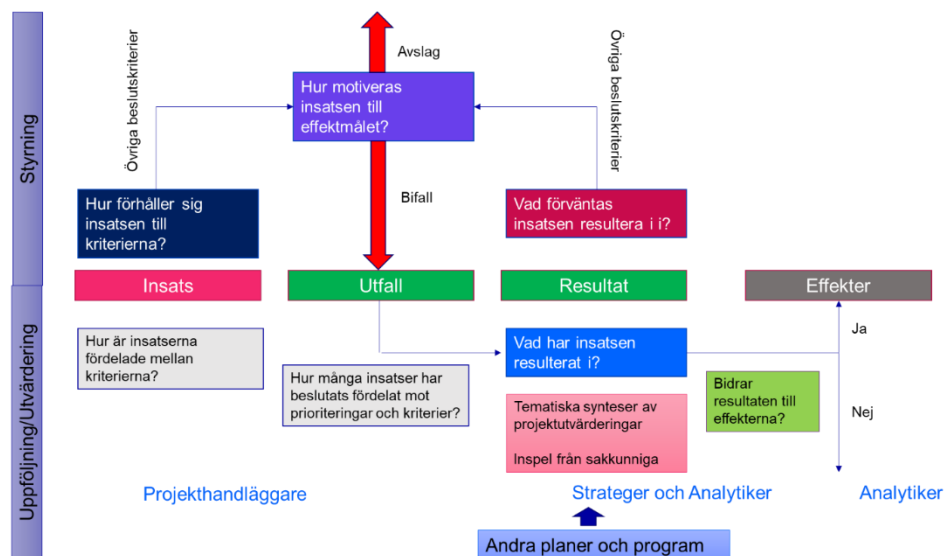 Styrning
Övriga beslutskriterier
Avslag
Hur motiveras
insatsen till
effektmålet?
Övriga beslutskriterier
Bifall
Hur förhåller sig
insatsen till
kriterierna?
Vad förväntas
insatsen resultera i i?
Insats
Utfall
Resultat
Effekter
Uppföljning/Utvärdering
Hur är insatserna
fördelade mellan
kriterierna?
Hur många insatser har
beslutats fördelat mot
prioriteringar och kriterier?
Vad har insatsen
resulterat i?
Ja
Bidrar
resultaten till
effekterna?
Nej
Tematiska synteser av
projektutvärderingar
Inspel från sakkunniga
Projekthandläggare
Strateger och Analytiker
Analytiker
Andra planer och program